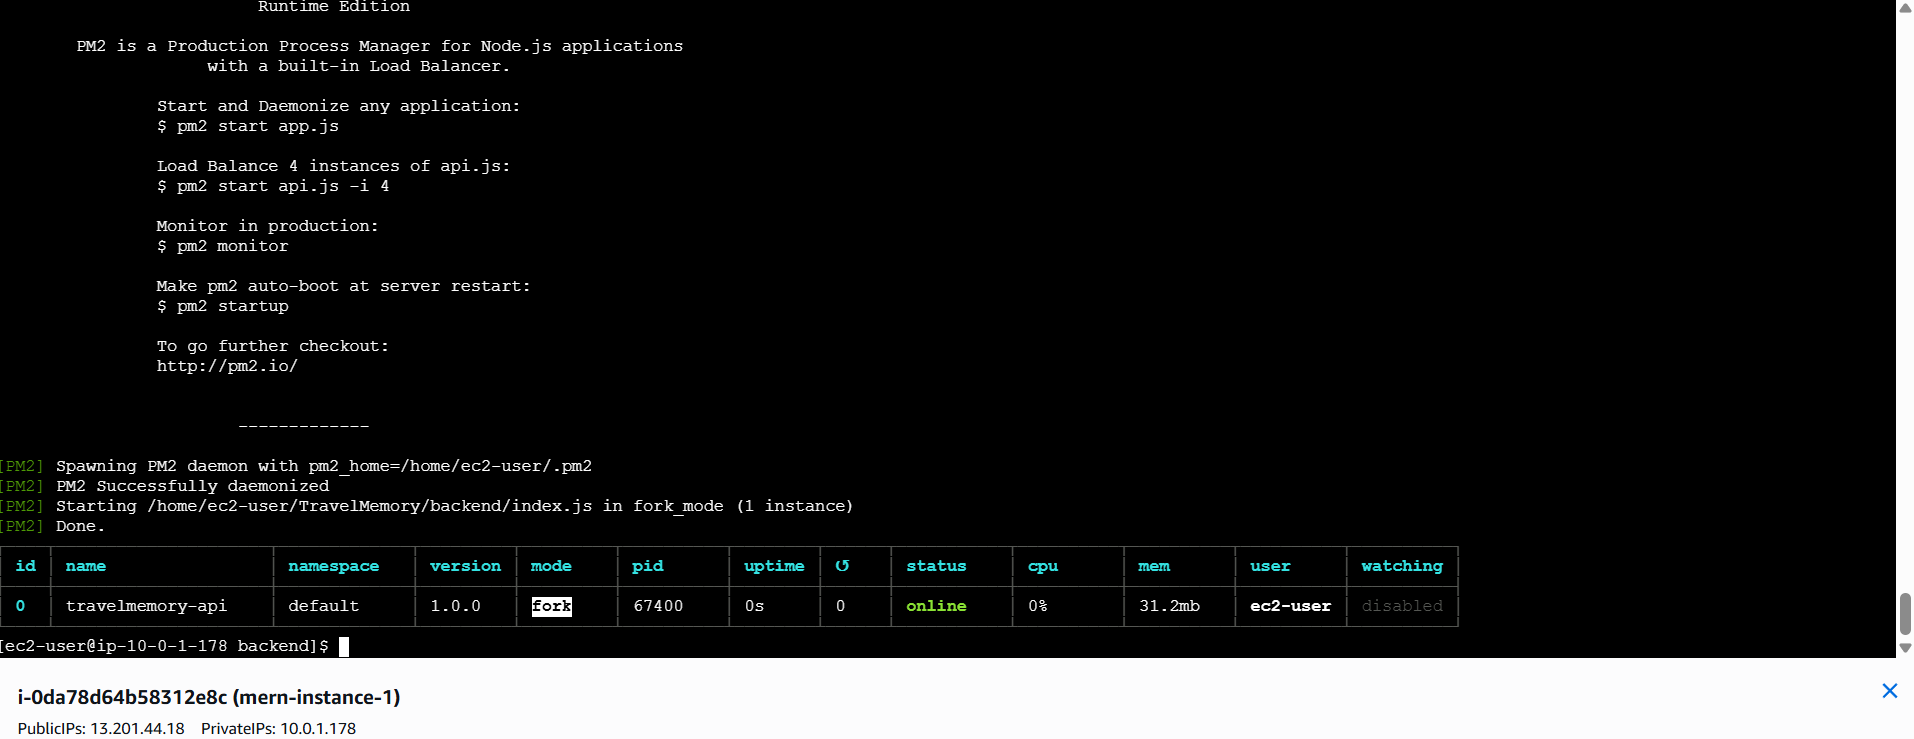 Runtime Edition
PM2 is a Production Process Manager for Node.js applications
with a built-in Load Balancer.
Start and Daemonize any application:
$ pm2 start app.js
Load Balance 4 instances of api.js:
$ pm2 start api.js -i 4
Monitor in production:
$ pm2 monitor
Make pm2 auto-boot at server restart:
$ pm2 startup
To go further checkout:
http://pm2.io/
-------------
[PM2] Spawning PM2 daemon with pm2_home=/home/ec2-user/.pm2
[PM2] PM2 Successfully daemonized
[PM2] Starting /home/ec2-user/TravelMemory/backend/index.js in fork_mode (1 instance)
[PM2] Done.
id name namespace version mode pid uptime ↺ status cpu mem user watching
0 travelmemory-api default 1.0.0 fork 67400 0s 0 online 0% 31.2mb ec2-user disabled
[ec2-user@ip-10-0-1-178 backend]$
i-0da78d64b58312e8c (mern-instance-1)
PublicIPs: 13.201.44.18 PrivateIPs: 10.0.1.178